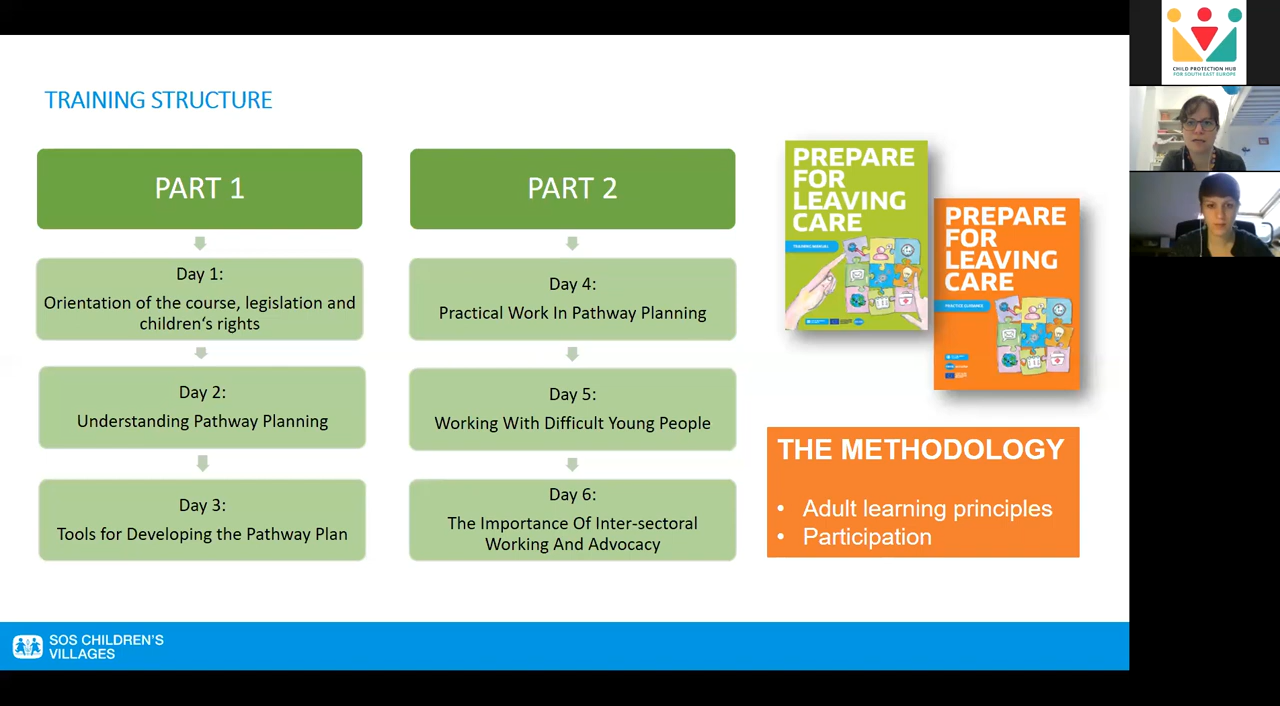 TRAINING STRUCTURE
PART 1
Day 1:
Orientation of the course, legislation and
children‘s rights
Day 2:
Understanding Pathway Planning
Day 3:
Tools for Developing the Pathway Plan
PART 2
Day 4:
Practical Work In Pathway Planning
Day 5:
Working With Difficult Young People
Day 6:
The Importance Of Inter-sectoral
Working And Advocacy
PREPARE
FOR
LEAVING
CARE
TRAINING MANUAL
PREPARE
FOR
LEAVING
CARE
PRACTICE GUIDANCE
THE METHODOLOGY
• Adult learning principles
• Participation
SOS CHILDREN'S
VILLAGES
CHILD PROTECTION HUB
FOR SOUTH EAST EUROPE